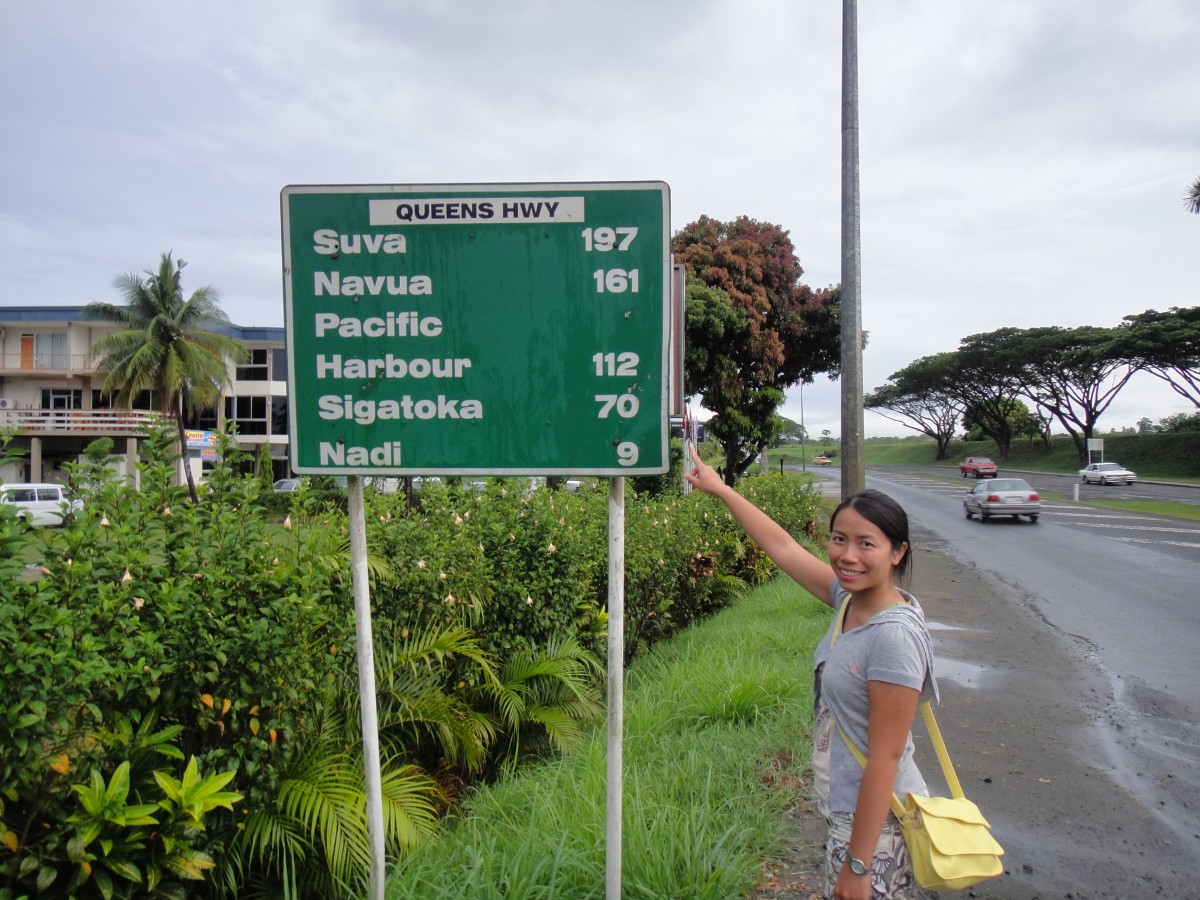 QUEENS HWY
Suva 197
Navua 161
Pacific
Harbour 112
Sigatoka 70
Nadi 9